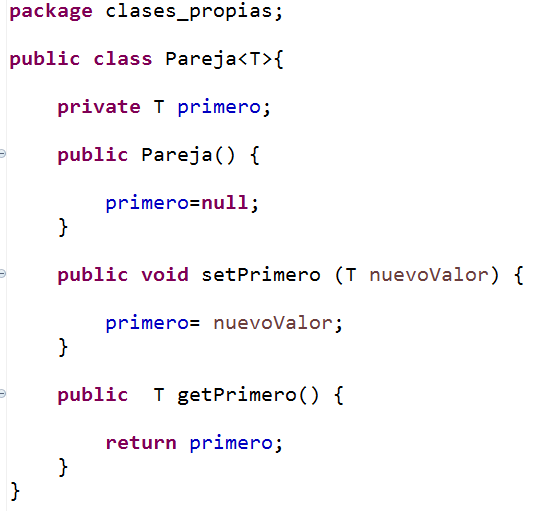 package clases_propias;
public class Pareja<T>{
private T primero;
public Pareja() {
primero=null;
}
public void setPrimero (T nuevoValor) {
primero= nuevoValor;
}
public  T getPrimero() {
return primero;
}
}